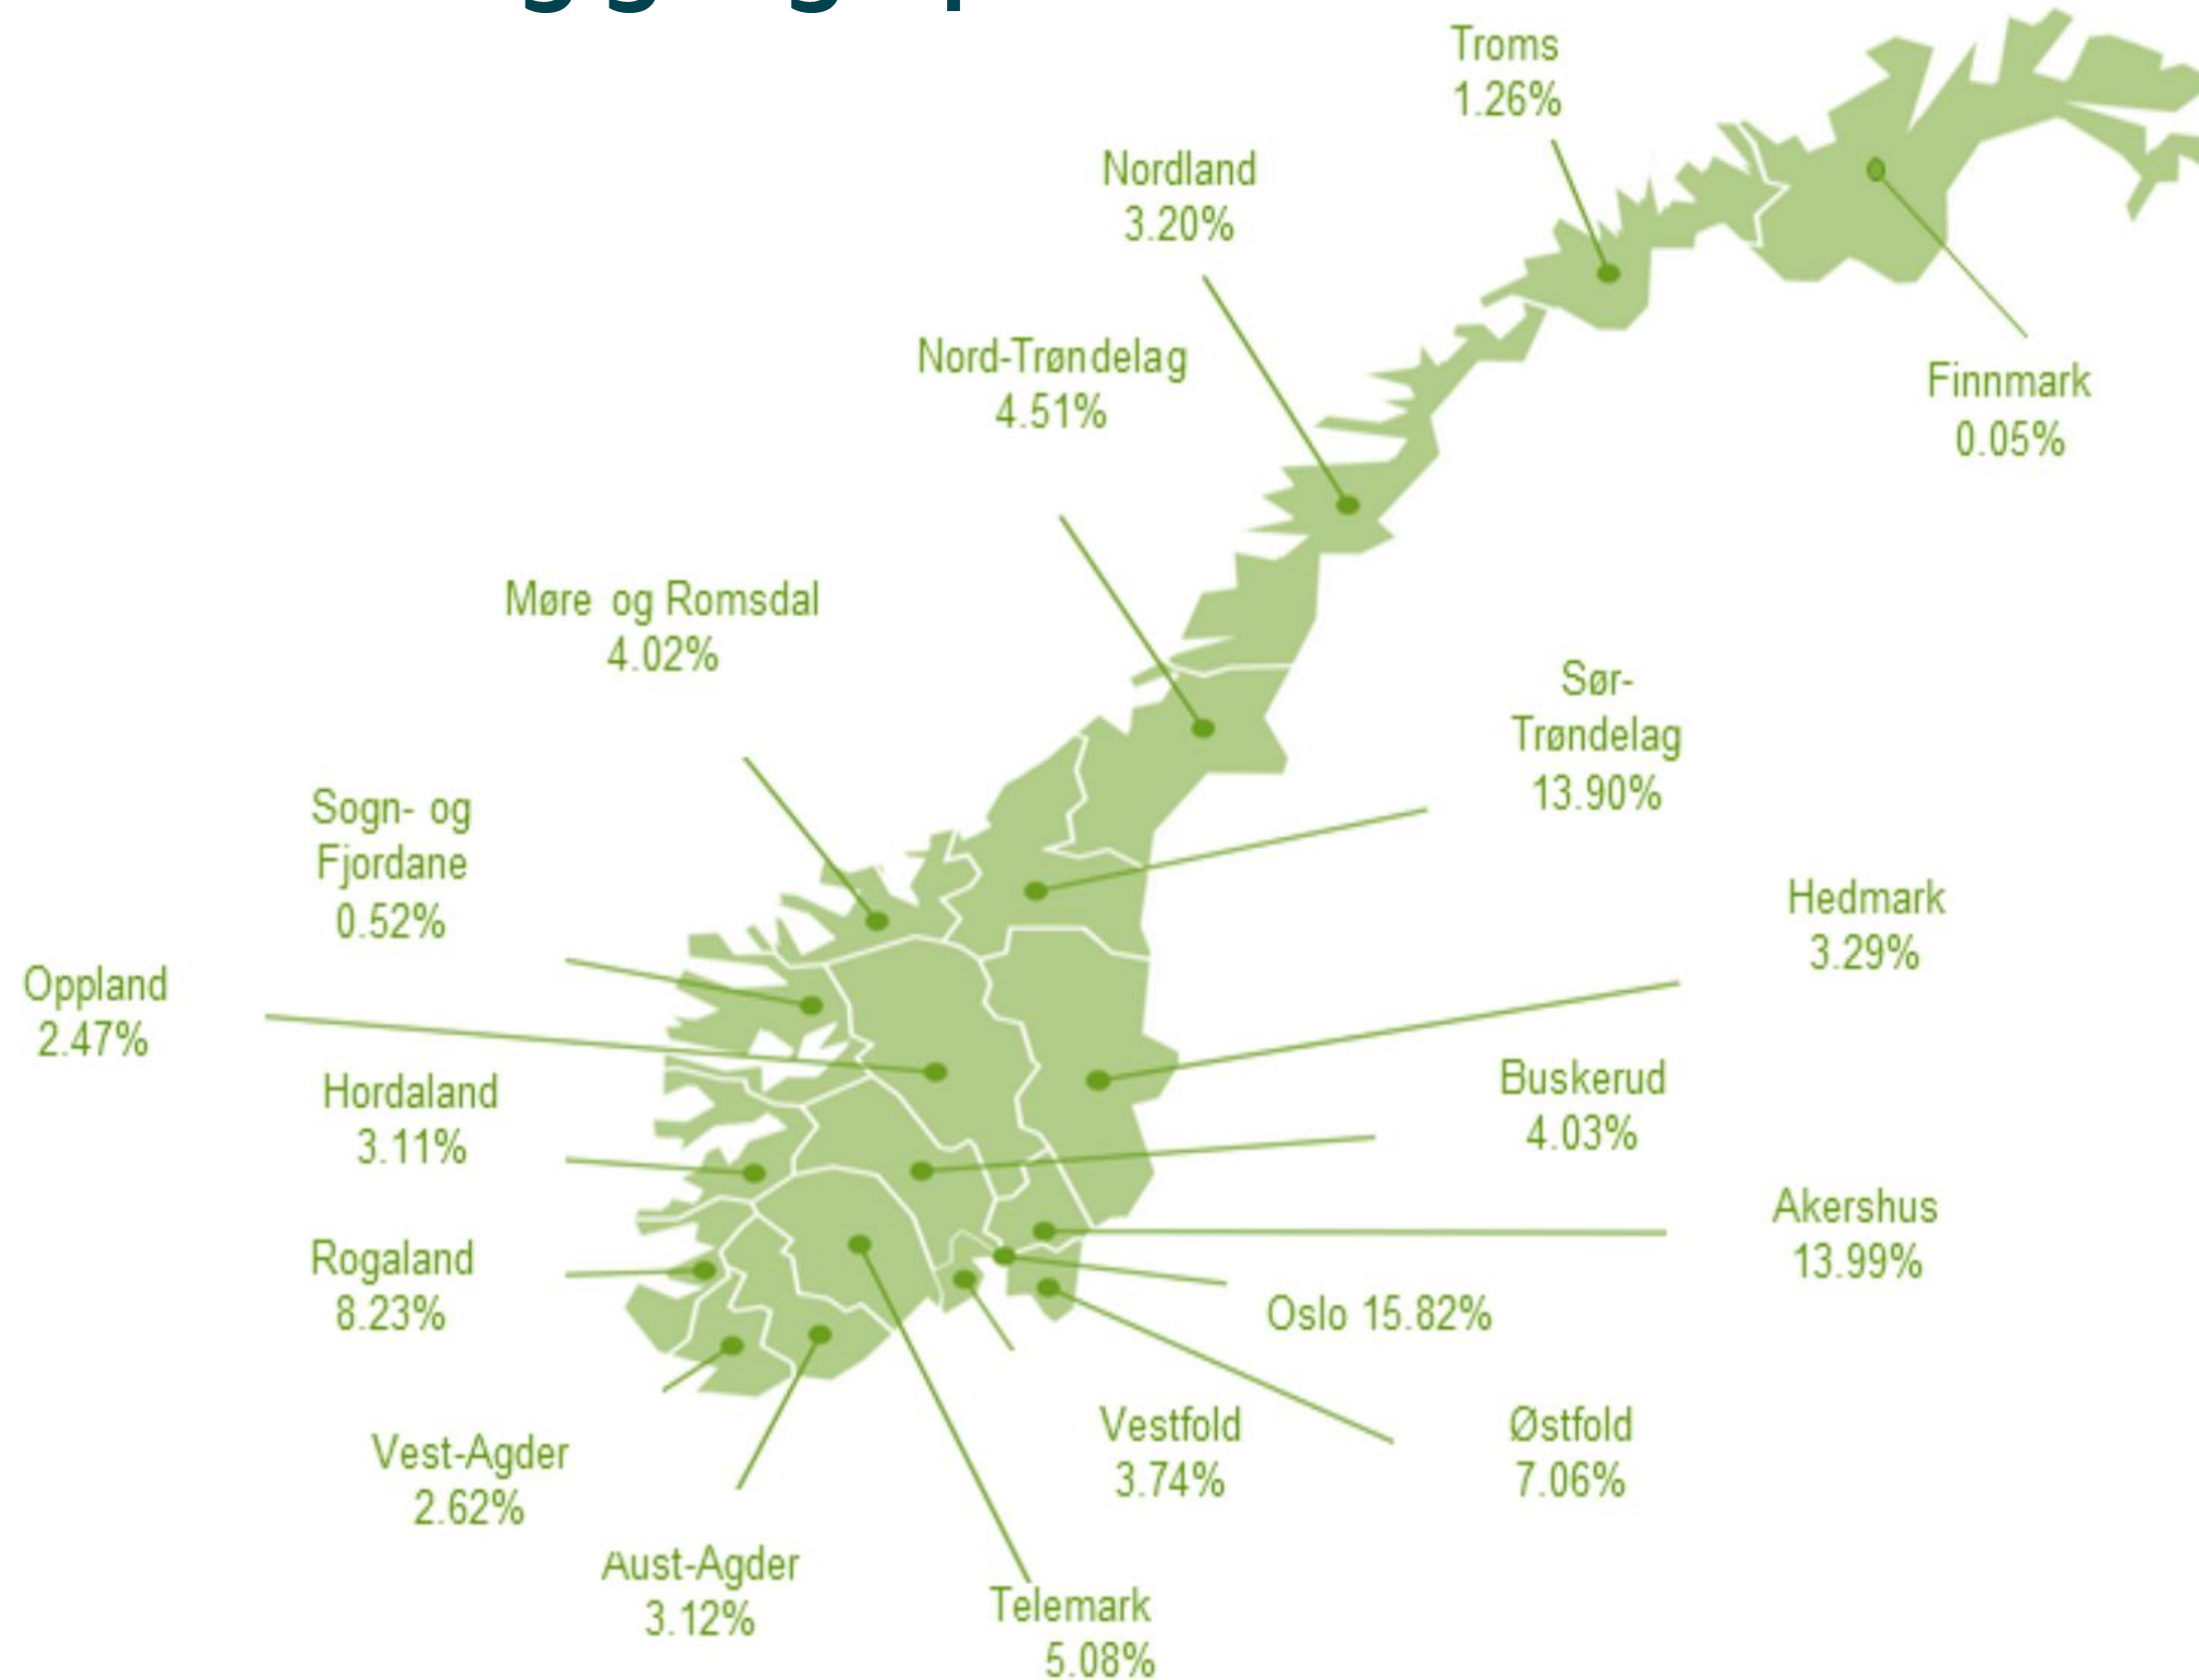 Troms
1.26%
Nordland
3.20%
Nord-Trøndelag
4.51%
Finnmark
0.05%
Møre og Romsdal
4.02%
Sør-
Trøndelag
13.90%
Sogn- og
Fjordane
0.52%
Hedmark
3.29%
Oppland
2.47%
Hordaland
3.11%
Buskerud
4.03%
Akershus
13.99%
Rogaland
8.23%
Oslo 15.82%
Vest-Agder
2.62%
Vestfold
3.74%
Østfold
7.06%
Aust-Agder
3.12%
Telemark
5.08%